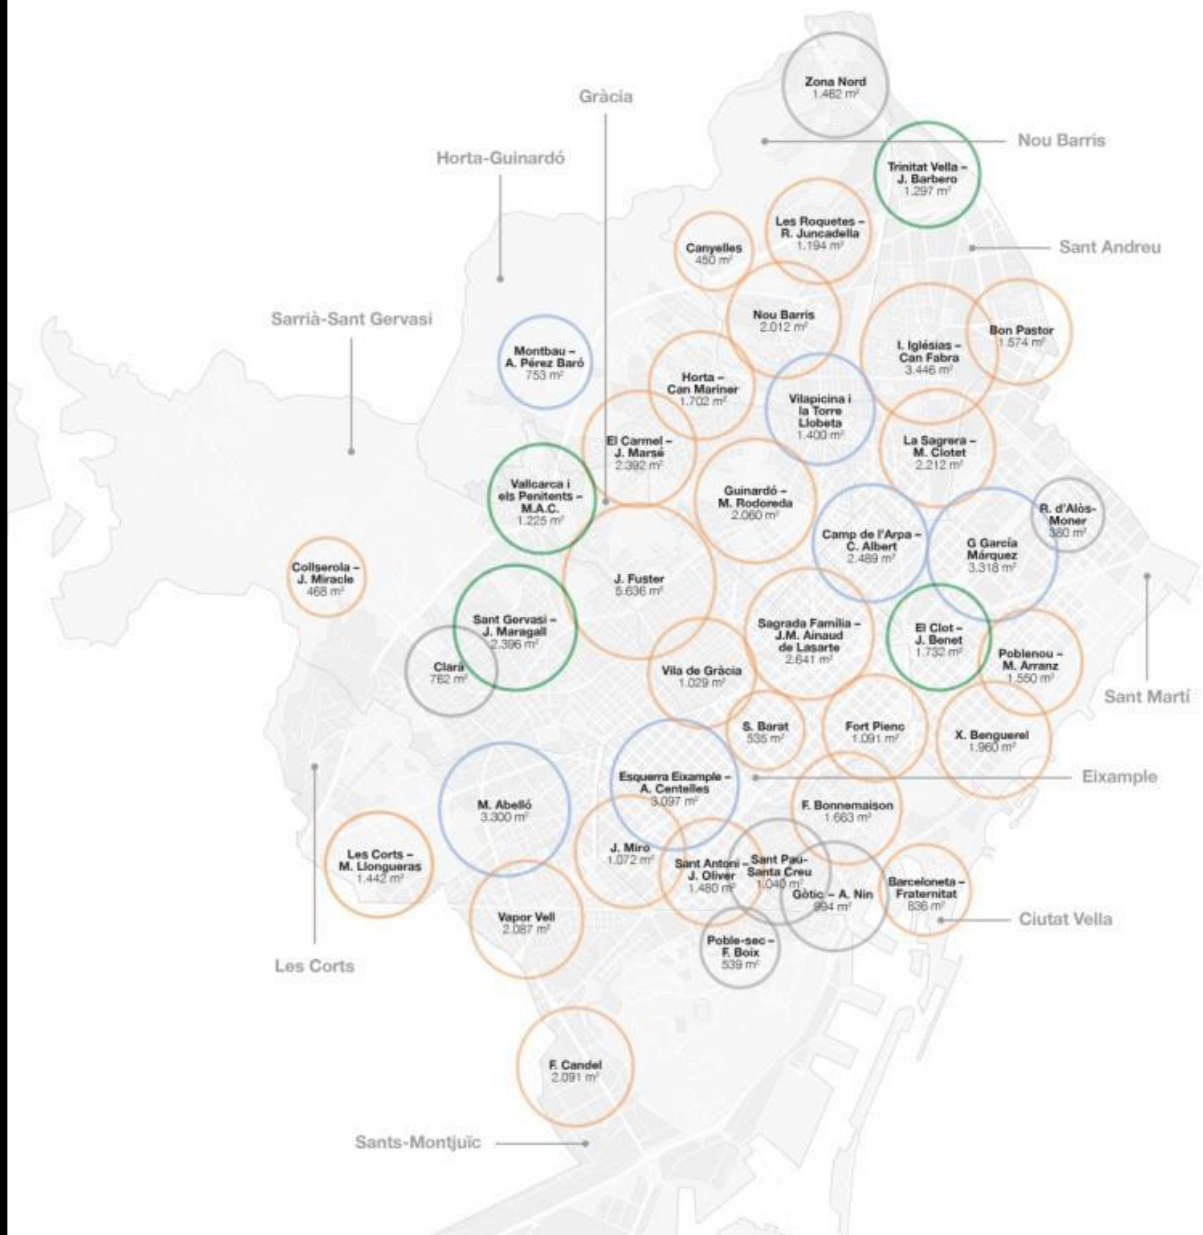 Zona Nord
1.462 m²
Gràcia
Nou Barris
Horta-Guinardó
Trinitat Vella –
J. Barbero
1.297 m²
Les Roquetes –
R. Juncadella
1.194 m²
Canyelles
450 m²
Sant Andreu
Sarrià-Sant Gervasi
Nou Barris
2.012 m²
Bon Pastor
1.574 m²
I. Iglésias –
Can Fabra
3.446 m²
Montbau –
A. Pérez Baró
753 m²
Horta –
Can Mariner
1.702 m²
Vilapicina i
la Torre
Llobeta
1.400 m²
El Carmel –
J. Marsé
2.392 m²
La Sagrera –
M. Clotet
2.212 m²
Vallcarca i
els Penitents –
M.A.C.
1.225 m²
Guinardó –
M. Rodoreda
2.060 m²
R. d'Alòs-
Moner
380 m²
Camp de l'Arpa –
C. Albert
2.489 m²
G García
Márquez
3.318 m²
Collserola –
J. Miracle
468 m²
J. Fuster
5.636 m²
Sant Gervasi –
J. Maragall
2.396 m²
Sagrada Família –
J.M. Ainaud
de Lasarte
2.641 m²
El Clot –
J. Benet
1.732 m²
Poblenou –
M. Arranz
1.550 m²
Clarà
762 m²
Vila de Gràcia
1.029 m²
Sant Martí
S. Barat
535 m²
Fort Pienc
1.091 m²
X. Benguerel
1.960 m²
Esquerra Eixample –
A. Centelles
3.097 m²
Eixample
M. Abelló
3.300 m²
F. Bonnemaison
1.663 m²
Les Corts –
M. Llongueras
1.442 m²
J. Miró
1.072 m²
Sant Antoni –
J. Oliver
1.480 m²
Sant Pau-
Santa Creu
1.040 m²
Gòtic – A. Nin
994 m²
Barceloneta –
Fraternitat
836 m²
Vapor Vell
2.087 m²
Ciutat Vella
Poble-sec –
F. Boix
539 m²
Les Corts
F. Candel
2.091 m²
Sants-Montjuïc